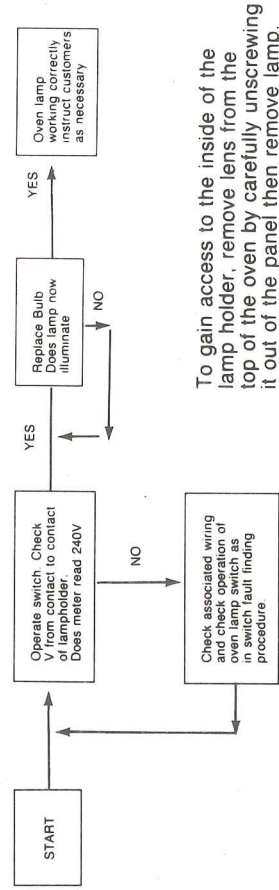 START
Operate switch. Check
V from contact to contact
of lampholder.
Does meter read 240V
YES
Replace Bulb
Does lamp now
illuminate
YES
Oven lamp
working correctly
instruct customers
as necessary
NO
NO
Check associated wiring
and check operation of
oven lamp switch as
in switch fault finding
procedure.
To gain access to the inside of the
lamp holder, remove lens from the
top of the oven by carefully unscrewing
it out of the panel then remove lamp.